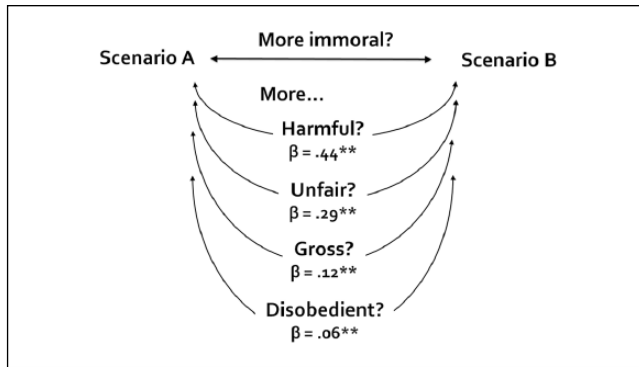 More immoral?
Scenario A
Scenario B
More...
Harmful?
β = .44**
Unfair?
β = .29**
Gross?
β = .12**
Disobedient?
β = .06**